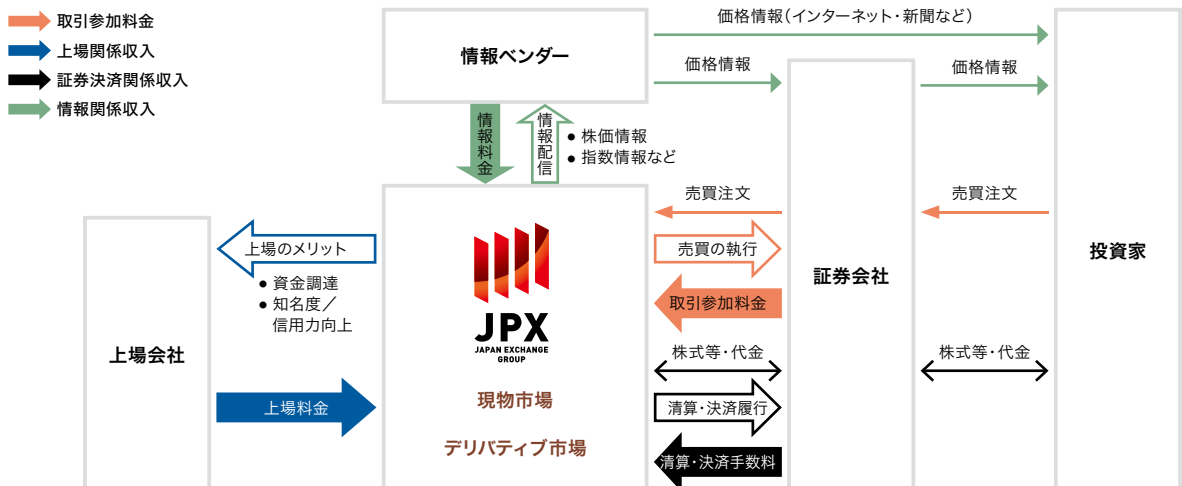 取引参加料金
上場関係収入
証券決済関係収入
情報関係収入
情報ベンダー
価格情報（インターネット・新聞など）
価格情報
価格情報
情報料金
情報配信
● 株価情報
● 指数情報など
売買注文
売買注文
上場のメリット
● 資金調達
● 知名度／
信用力向上
売買の執行
取引参加料金
証券会社
投資家
JPX
JAPAN EXCHANGE
GROUP
上場会社
株式等・代金
株式等・代金
上場料金
現物市場
清算・決済履行
デリバティブ市場
清算・決済手数料